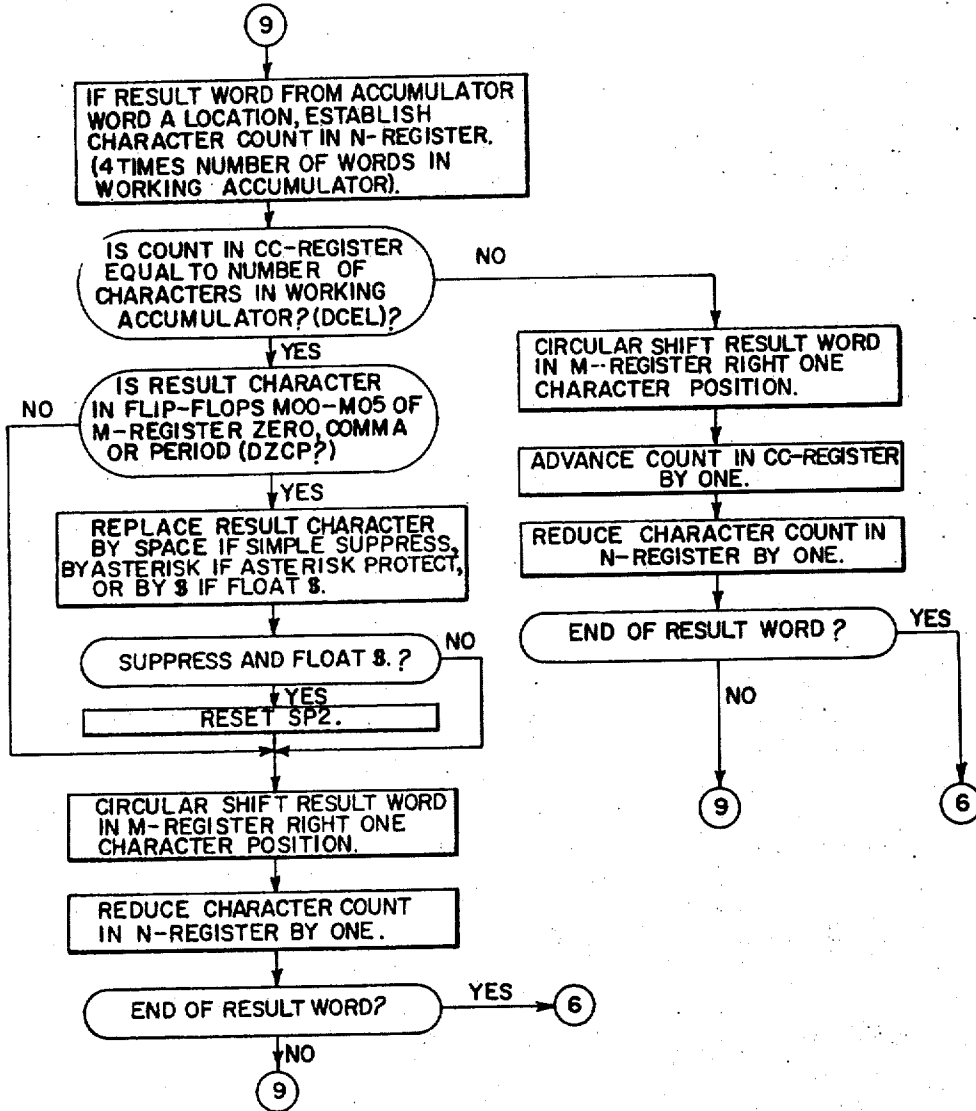 9
IF RESULT WORD FROM ACCUMULATOR
WORD A LOCATION, ESTABLISH
CHARACTER COUNT IN N-REGISTER.
(4 TIMES NUMBER OF WORDS IN
WORKING ACCUMULATOR).
IS COUNT IN CC-REGISTER
EQUAL TO NUMBER OF
CHARACTERS IN WORKING
ACCUMULATOR? (DCEL)?
NO
YES
IS RESULT CHARACTER
IN FLIP-FLOPS M00-M05 OF
M-REGISTER ZERO, COMMA
OR PERIOD (DZCP?)
NO
YES
REPLACE RESULT CHARACTER
BY SPACE IF SIMPLE SUPPRESS,
BY ASTERISK IF ASTERISK PROTECT,
OR BY $ IF FLOAT $.
SUPPRESS AND FLOAT $.?
NO
YES
RESET SP2.
CIRCULAR SHIFT RESULT WORD
IN M-REGISTER RIGHT ONE
CHARACTER POSITION.
REDUCE CHARACTER COUNT
IN N-REGISTER BY ONE.
END OF RESULT WORD?
YES
6
NO
9
CIRCULAR SHIFT RESULT WORD
IN M-REGISTER RIGHT ONE
CHARACTER POSITION.
ADVANCE COUNT IN CC-REGISTER
BY ONE.
REDUCE CHARACTER COUNT IN
N-REGISTER BY ONE.
END OF RESULT WORD?
YES
NO
9
6